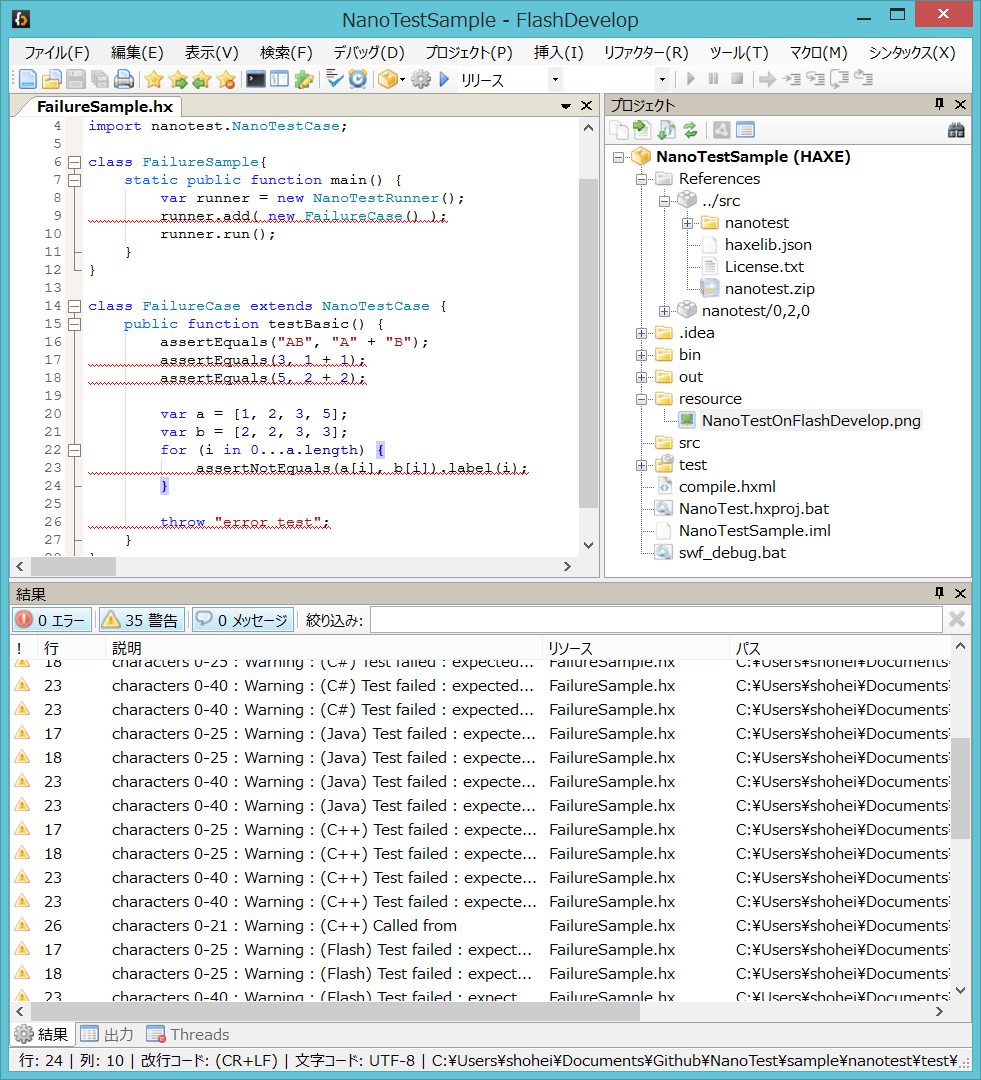 NanoTestSample - FlashDevelop
ファイル(F) 編集(E) 表示(V) 検索(F) デバッグ(D) プロジェクト(P) 挿入(I) リファクター(R) ツール(T) マクロ(M) シンタックス(X)
リリース
FailureSample.hx
4 import nanotest.NanoTestCase;
5
6 class FailureSample{
7 static public function main() {
8 var runner = new NanoTestRunner();
9 runner.add( new FailureCase() );
10 runner.run();
11 }
12 }
13
14 class FailureCase extends NanoTestCase {
15 public function testBasic() {
16 assertEquals("AB", "A" + "B");
17 assertEquals(3, 1 + 1);
18 assertEquals(5, 2 + 2);
19
20 var a = [1, 2, 3, 5];
21 var b = [2, 2, 3, 3];
22 for (i in 0...a.length) {
23 assertNotEquals(a[i], b[i]).label(i);
24 }
25
26 throw "error test";
27 }
プロジェクト
NanoTestSample (HAXE)
References
../src
nanotest
haxelib.json
License.txt
nanotest.zip
nanotest/0,2,0
.idea
bin
out
resource
NanoTestOnFlashDevelop.png
src
test
compile.hxml
NanoTest.hxproj.bat
NanoTestSample.iml
swf_debug.bat
結果
0 エラー 35 警告 0 メッセージ 絞り込み:
! 行 説明 リソース パス
18 characters 0-25 : Warning : (C#) Test failed : expected... FailureSample.hx C:¥Users¥shohei¥Documents¥
23 characters 0-40 : Warning : (C#) Test failed : expected... FailureSample.hx C:¥Users¥shohei¥Documents¥
23 characters 0-40 : Warning : (C#) Test failed : expected... FailureSample.hx C:¥Users¥shohei¥Documents¥
17 characters 0-25 : Warning : (Java) Test failed : expecte... FailureSample.hx C:¥Users¥shohei¥Documents¥
18 characters 0-25 : Warning : (Java) Test failed : expecte... FailureSample.hx C:¥Users¥shohei¥Documents¥
23 characters 0-40 : Warning : (Java) Test failed : expecte... FailureSample.hx C:¥Users¥shohei¥Documents¥
23 characters 0-40 : Warning : (Java) Test failed : expecte... FailureSample.hx C:¥Users¥shohei¥Documents¥
17 characters 0-25 : Warning : (C++) Test failed : expecte... FailureSample.hx C:¥Users¥shohei¥Documents¥
18 characters 0-25 : Warning : (C++) Test failed : expecte... FailureSample.hx C:¥Users¥shohei¥Documents¥
23 characters 0-40 : Warning : (C++) Test failed : expecte... FailureSample.hx C:¥Users¥shohei¥Documents¥
23 characters 0-40 : Warning : (C++) Test failed : expecte... FailureSample.hx C:¥Users¥shohei¥Documents¥
26 characters 0-21 : Warning : (C++) Called from FailureSample.hx C:¥Users¥shohei¥Documents¥
17 characters 0-25 : Warning : (Flash) Test failed : expect... FailureSample.hx C:¥Users¥shohei¥Documents¥
18 characters 0-25 : Warning : (Flash) Test failed : expect... FailureSample.hx C:¥Users¥shohei¥Documents¥
23 characters 0-40 : Warning : (Flash) Test failed : expect... FailureSample.hx C:¥Users¥shohei¥Documents¥
結果 出力 Threads
行: 24 | 列: 10 | 改行コード: (CR+LF) | 文字コード: UTF-8 | C:¥Users¥shohei¥Documents¥Github¥NanoTest¥sample¥nanotest¥test¥